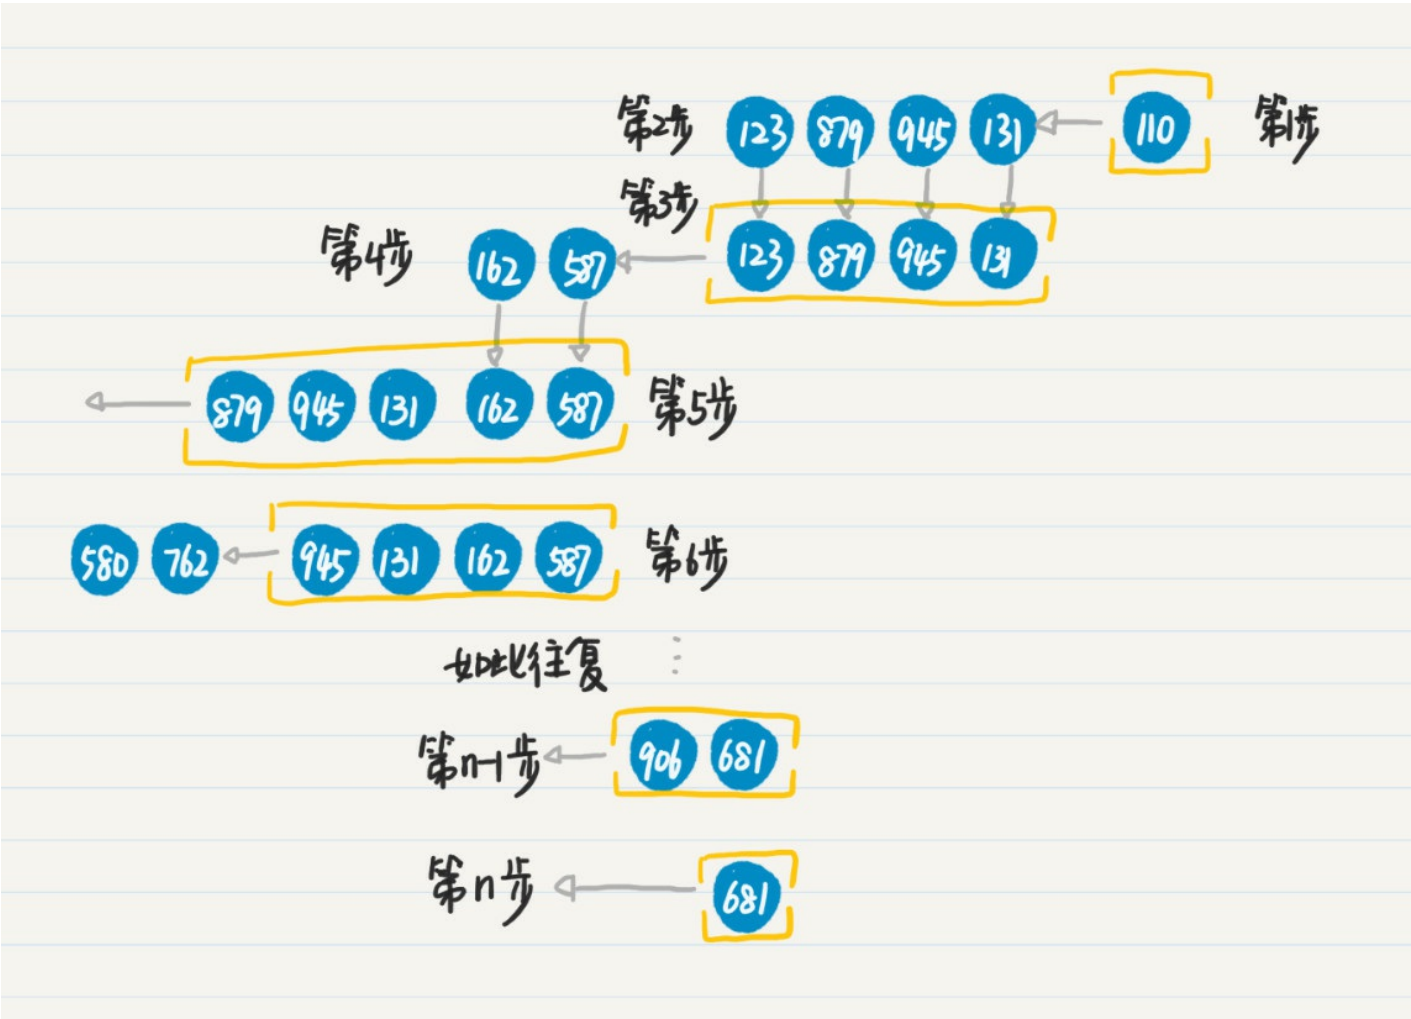 第2步 123 879 945 131 110 第1步
第3步
第4步 162 587 123 879 945 131
879 945 131 162 587 第5步
580 762 945 131 162 587 第6步
如此往复
第n-1步 906 681
第n步 681